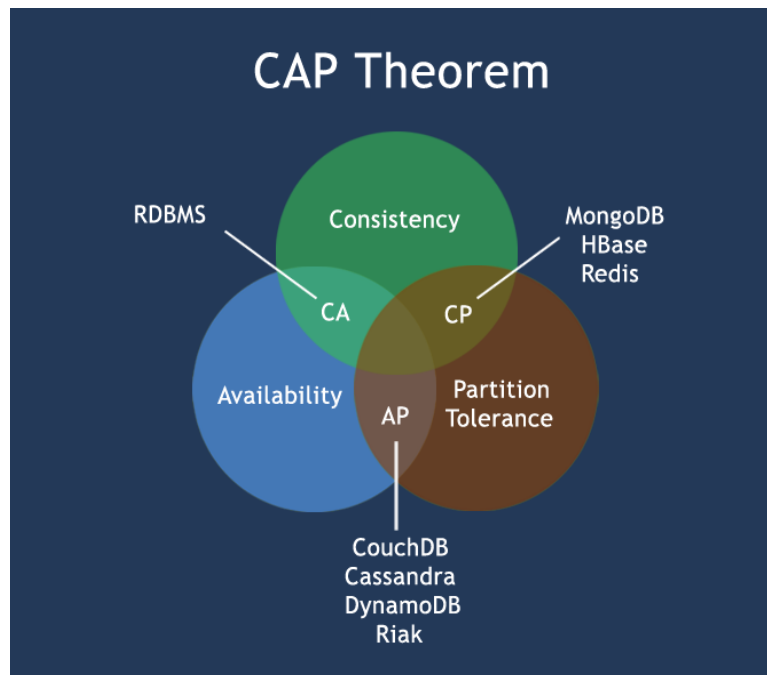 CAP Theorem
RDBMS
Consistency
MongoDB
HBase
Redis
CA
CP
Availability
Partition
Tolerance
AP
CouchDB
Cassandra
DynamoDB
Riak